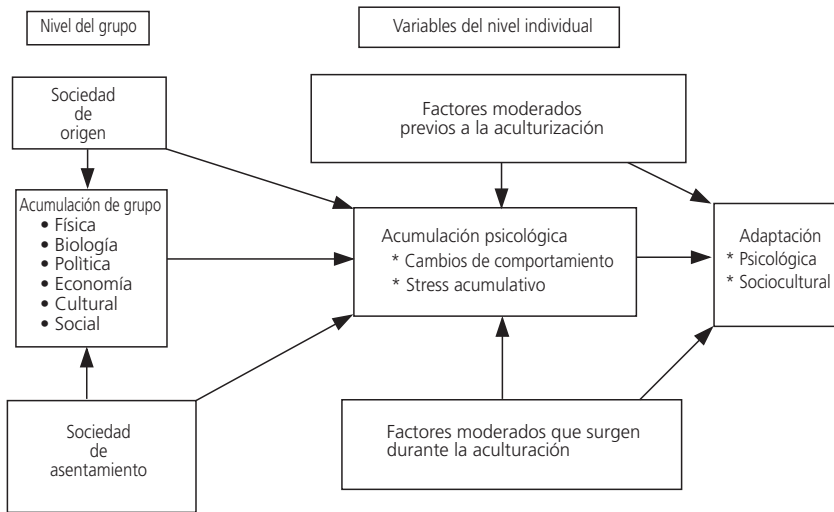 Nivel del grupo
Variables del nivel individual
Sociedad
de
origen
Factores moderados
previos a la aculturización
Acumulación de grupo
• Física
• Biología
• Polìtica
• Economía
• Cultural
• Social
Acumulación psicológica
* Cambios de comportamiento
* Stress acumulativo
Adaptación
* Psicológica
* Sociocultural
Sociedad
de
asentamiento
Factores moderados que surgen
durante la aculturación